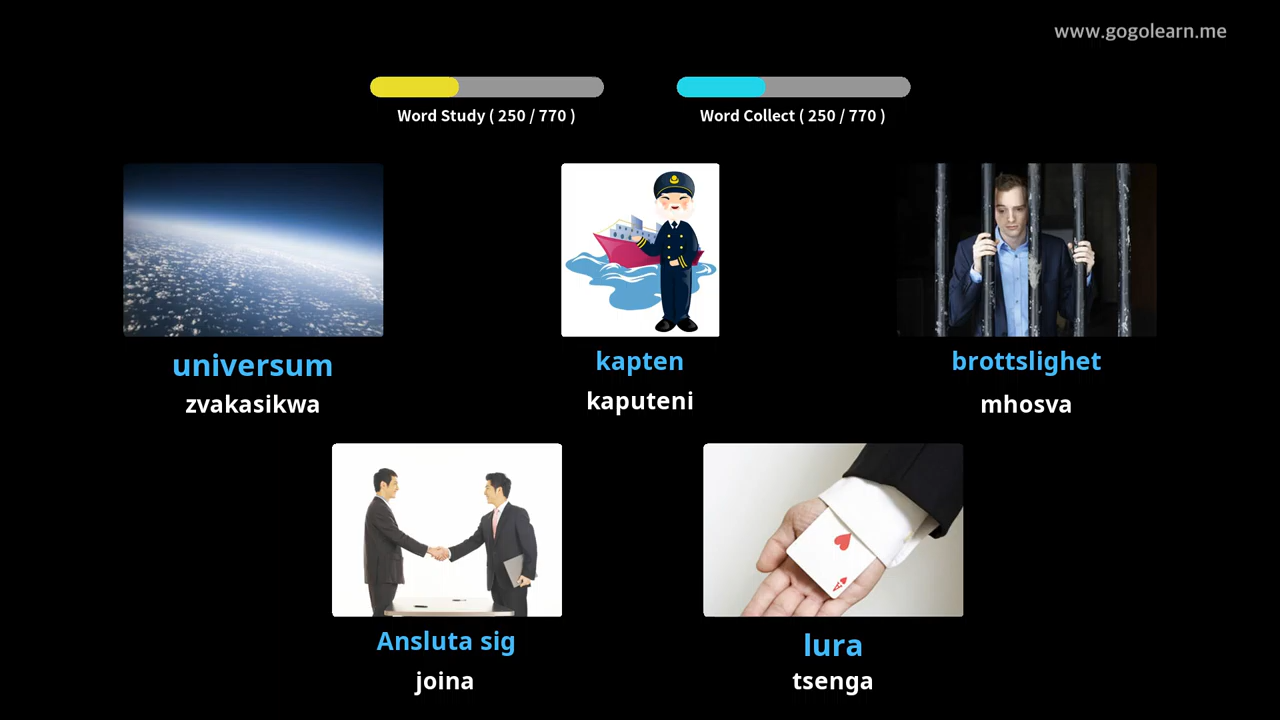 www.gogolearn.me
Word Study ( 250 / 770 )
Word Collect ( 250 / 770 )
universum
zvakasikwa
kapten
kaputeni
brottslighet
mhosva
Ansluta sig
joina
lura
tsenga